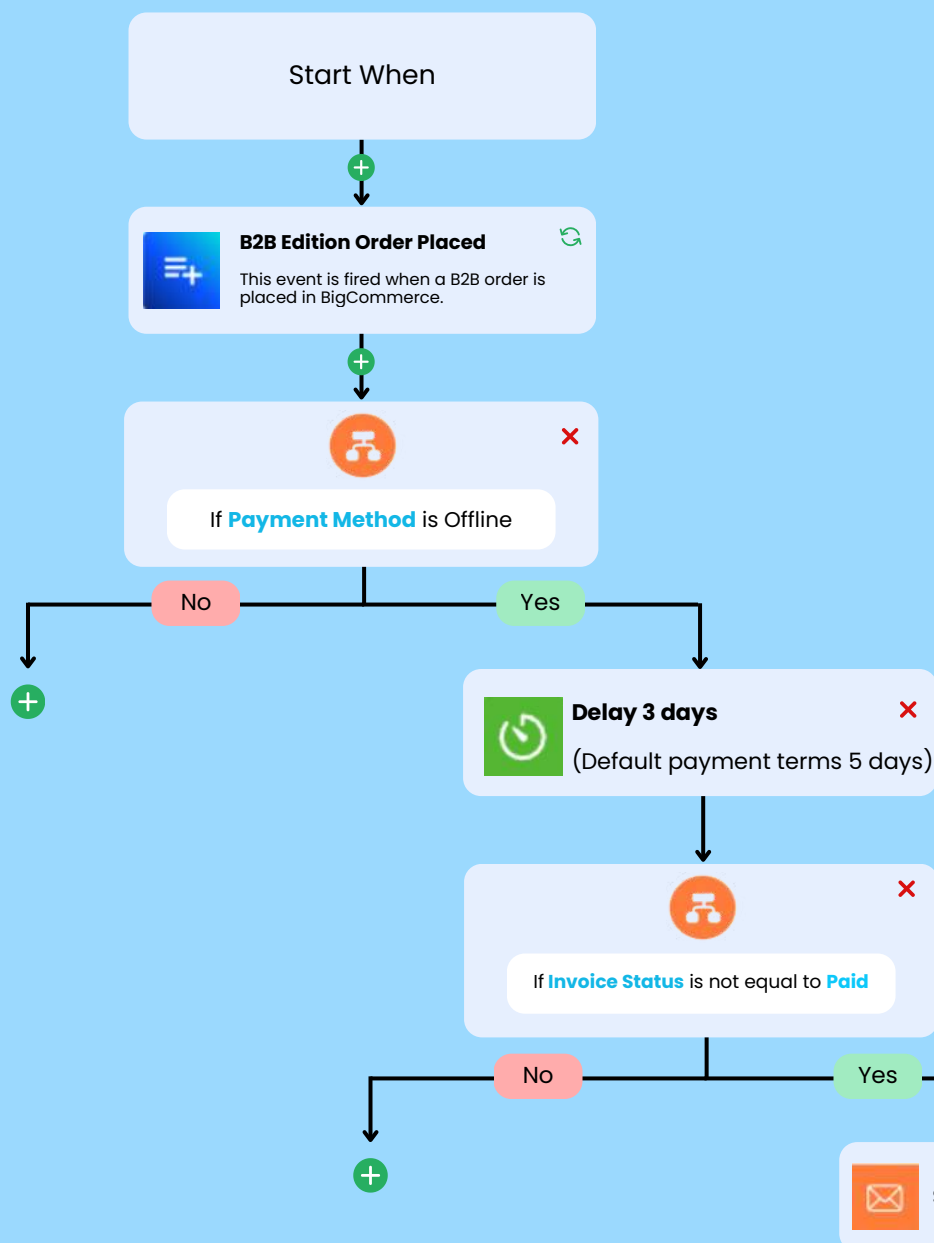 Start When
B2B Edition Order Placed
This event is fired when a B2B order is
placed in BigCommerce.
If Payment Method is Offline
No
Yes
Delay 3 days
(Default payment terms 5 days)
If Invoice Status is not equal to Paid
No
Yes